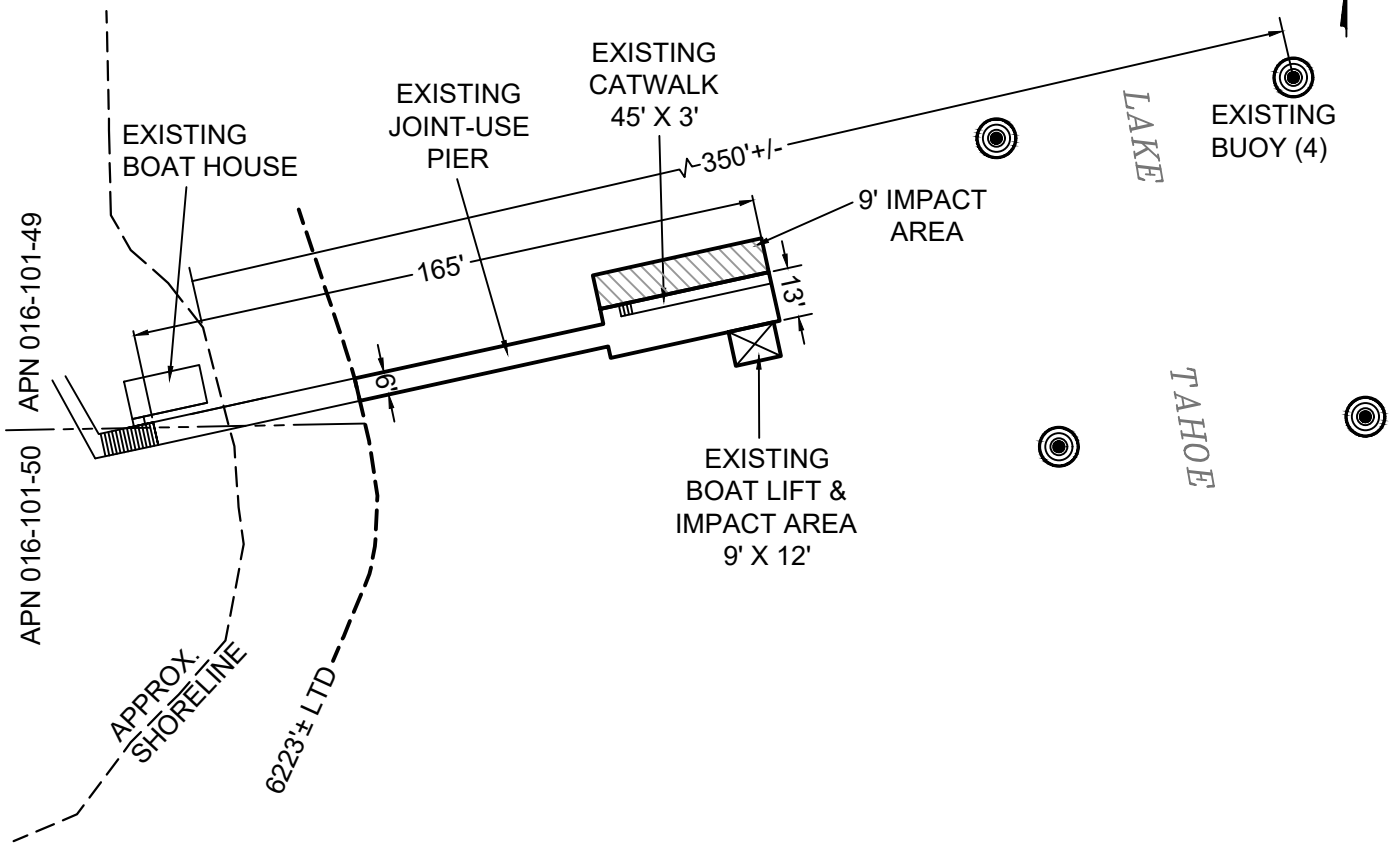 EXISTING
CATWALK
45' X 3'
EXISTING
JOINT-USE
PIER
EXISTING
BOAT HOUSE
350'+/-
LAKE
EXISTING
BUOY (4)
9' IMPACT
AREA
165'
13'
6'
APN 016-101-49
APN 016-101-50
TAHOE
EXISTING
BOAT LIFT &
IMPACT AREA
9' X 12'
APPROX.
SHORELINE
6223'± LTD